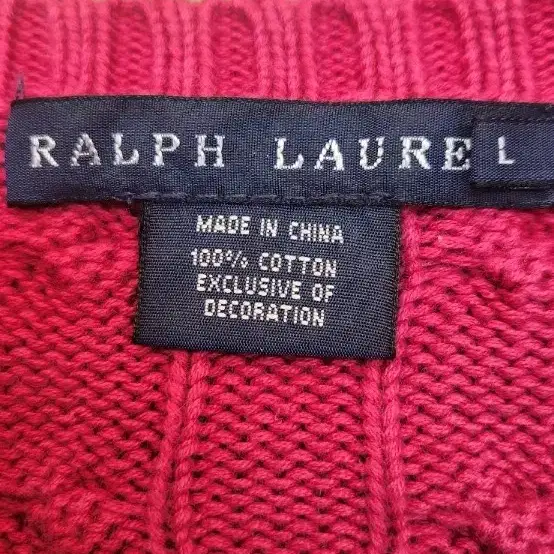 RALPH LAURE
L
MADE IN CHINA
100% COTTON
EXCLUSIVE OF
DECORATION